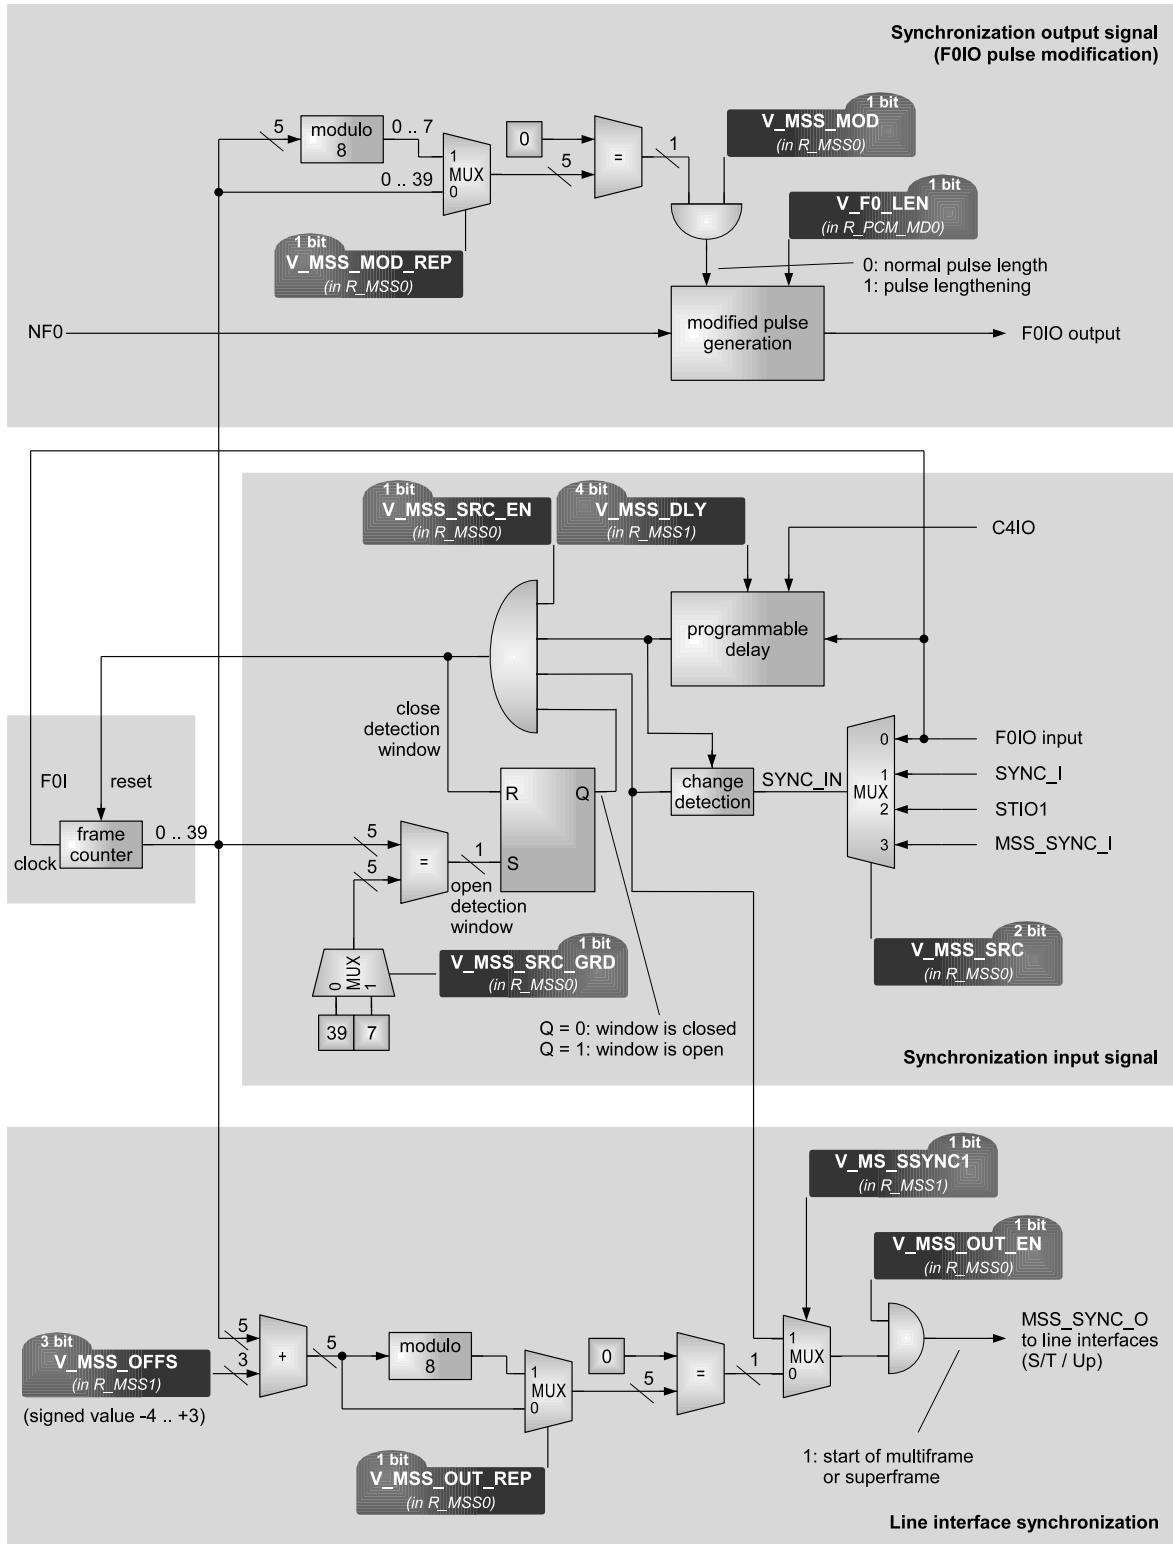 Synchronization output signal
(F0IO pulse modification)
1 bit
V_MSS_MOD
(in R_MSS0)
5
modulo
8
0 .. 7
0 .. 39
1
MUX
0
0
5
=
1
1 bit
V_F0_LEN
(in R_PCM_MD0)
1 bit
V_MSS_MOD_REP
(in R_MSS0)
0: normal pulse length
1: pulse lengthening
NF0
modified pulse
generation
F0IO output
1 bit
V_MSS_SRC_EN
(in R_MSS0)
4 bit
V_MSS_DLY
(in R_MSS1)
C4IO
programmable
delay
close
detection
window
F0I
reset
0
1
MUX
2
3
F0IO input
SYNC_I
STIO1
MSS_SYNC_I
change
detection
SYNC_IN
R
Q
S
clock
frame
counter
0 .. 39
5
5
=
1
open
detection
window
1 bit
V_MSS_SRC_GRD
(in R_MSS0)
2 bit
V_MSS_SRC
(in R_MSS0)
0
MUX
1
39
7
Q = 0: window is closed
Q = 1: window is open
Synchronization input signal
1 bit
V_MS_SSYNC1
(in R_MSS1)
1 bit
V_MSS_OUT_EN
(in R_MSS0)
3 bit
V_MSS_OFFS
(in R_MSS1)
(signed value -4 .. +3)
5
3
+
5
modulo
8
1
MUX
0
0
5
=
1
1
MUX
0
MSS_SYNC_O
to line interfaces
(S/T / Up)
1 bit
V_MSS_OUT_REP
(in R_MSS0)
1: start of multiframe
or superframe
Line interface synchronization